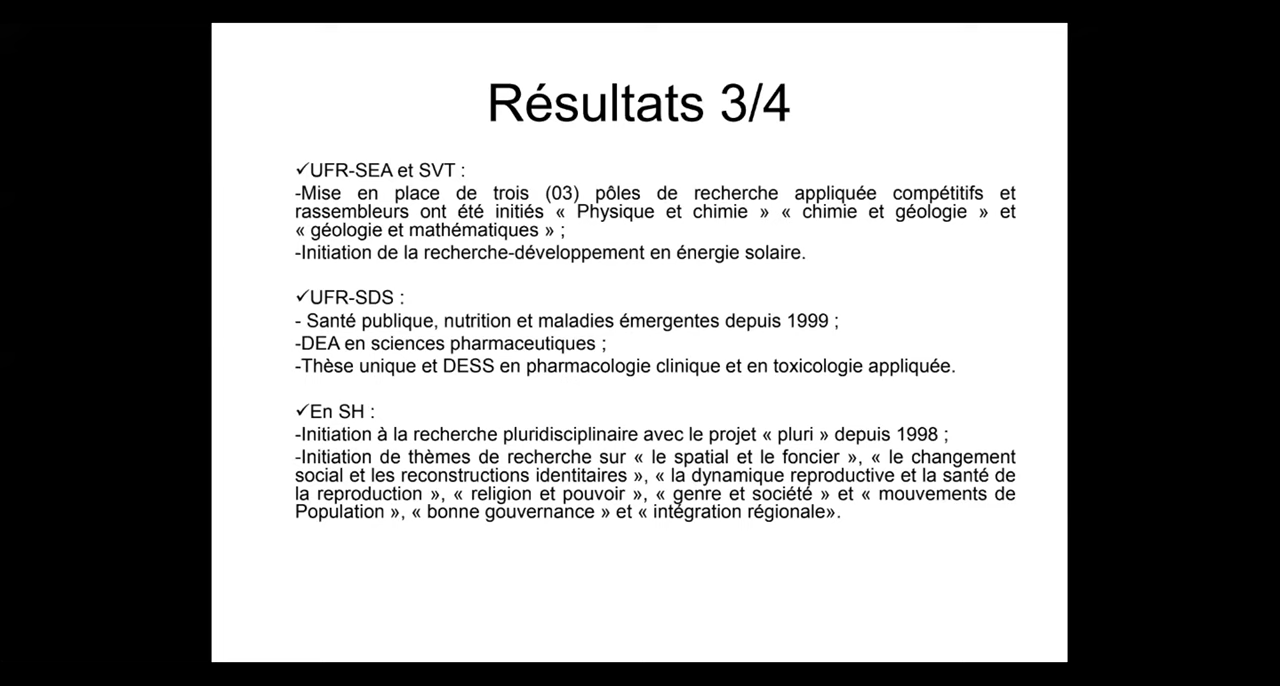 Résultats 3/4
✓UFR-SEA et SVT :
-Mise en place de trois (03) pôles de recherche appliquée compétitifs et
rassembleurs ont été initiés « Physique et chimie » « chimie et géologie » et
« géologie et mathématiques » ;
-Initiation de la recherche-développement en énergie solaire.
✓UFR-SDS :
- Santé publique, nutrition et maladies émergentes depuis 1999 ;
-DEA en sciences pharmaceutiques ;
-Thèse unique et DESS en pharmacologie clinique et en toxicologie appliquée.
✓En SH :
-Initiation à la recherche pluridisciplinaire avec le projet « pluri » depuis 1998 ;
-Initiation de thèmes de recherche sur « le spatial et le foncier », « le changement
social et les reconstructions identitaires », « la dynamique reproductive et la santé de
la reproduction », « religion et pouvoir », « genre et société » et « mouvements de
Population », « bonne gouvernance » et « intégration régionale».